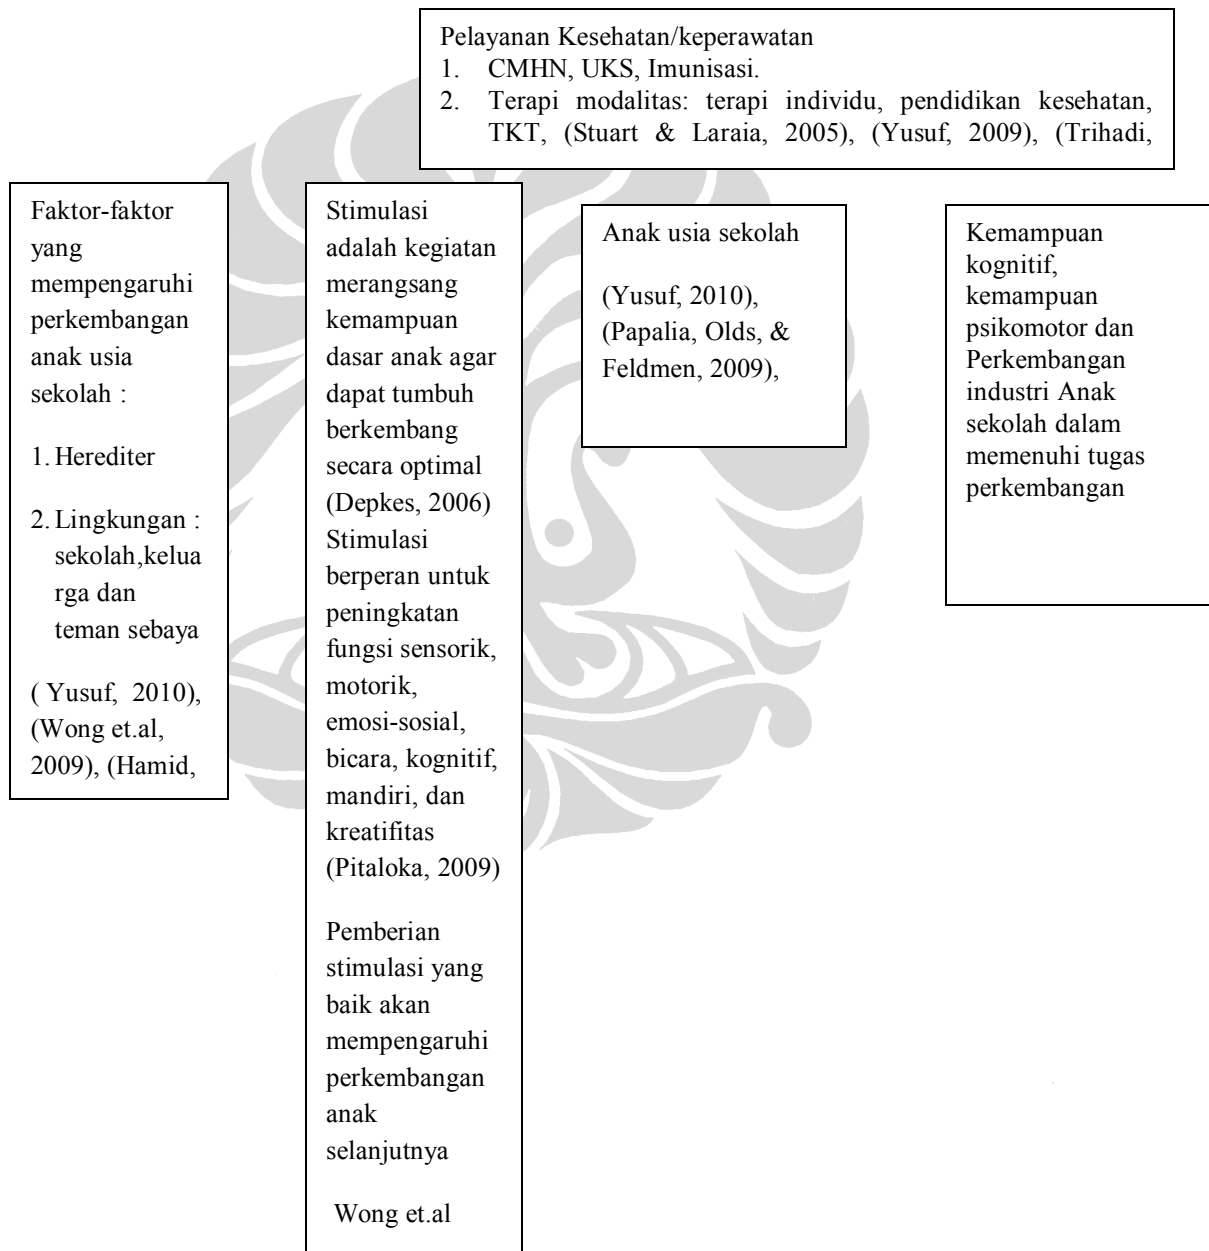 Pelayanan Kesehatan/keperawatan
1. CMHN, UKS, Imunisasi.
2. Terapi modalitas: terapi individu, pendidikan kesehatan,
TKT, (Stuart & Laraia, 2005), (Yusuf, 2009), (Trihadi,
Faktor-faktor
yang
mempengaruhi
perkembangan
anak usia
sekolah :
1. Herediter
2. Lingkungan :
sekolah,kelua
rga dan
teman sebaya
( Yusuf, 2010),
(Wong et.al,
2009), (Hamid,
Stimulasi
adalah kegiatan
merangsang
kemampuan
dasar anak agar
dapat tumbuh
berkembang
secara optimal
(Depkes, 2006)
Stimulasi
berperan untuk
peningkatan
fungsi sensorik,
motorik,
emosi-sosial,
bicara, kognitif,
mandiri, dan
kreatifitas
(Pitaloka, 2009)
Pemberian
stimulasi yang
baik akan
mempengaruhi
perkembangan
anak
selanjutnya
Wong et.al
Anak usia sekolah
(Yusuf, 2010),
(Papalia, Olds, &
Feldmen, 2009),
Kemampuan
kognitif,
kemampuan
psikomotor dan
Perkembangan
industri Anak
sekolah dalam
memenuhi tugas
perkembangan